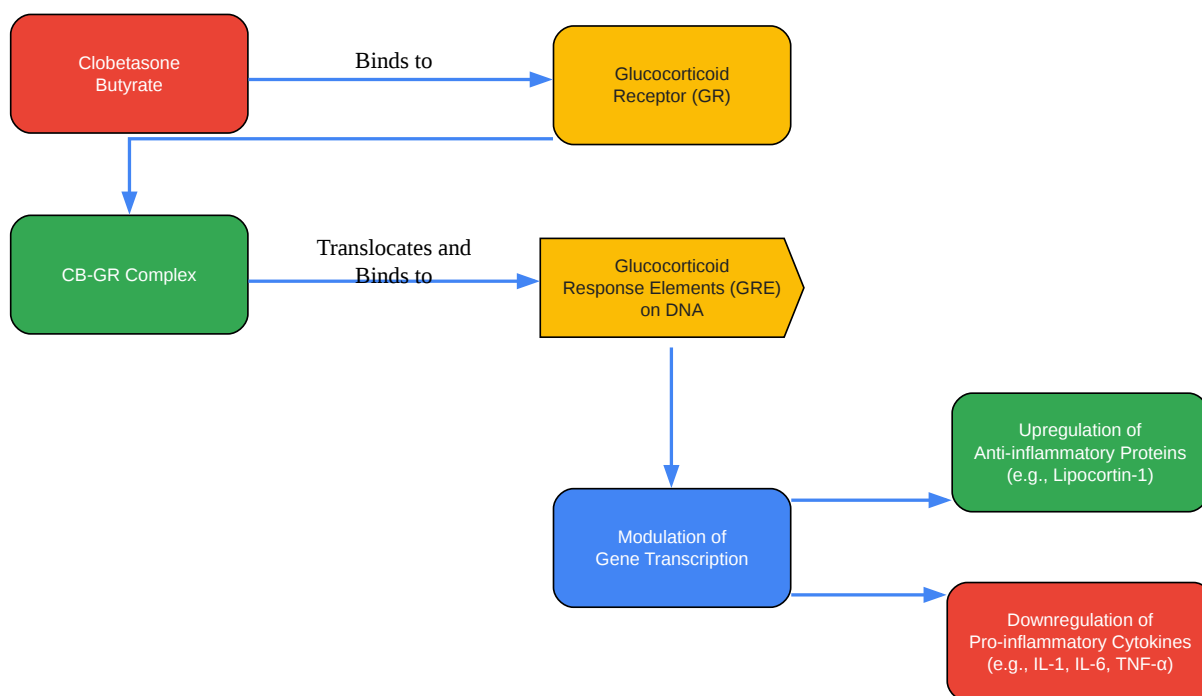 Clobetasone
Butyrate
Binds to
Glucocorticoid
Receptor (GR)
CB-GR Complex
Translocates and
Binds to
Glucocorticoid
Response Elements (GRE)
on DNA
Modulation of
Gene Transcription
Upregulation of
Anti-inflammatory Proteins
(e.g., Lipocortin-1)
Downregulation of
Pro-inflammatory Cytokines
(e.g., IL-1, IL-6, TNF-α)